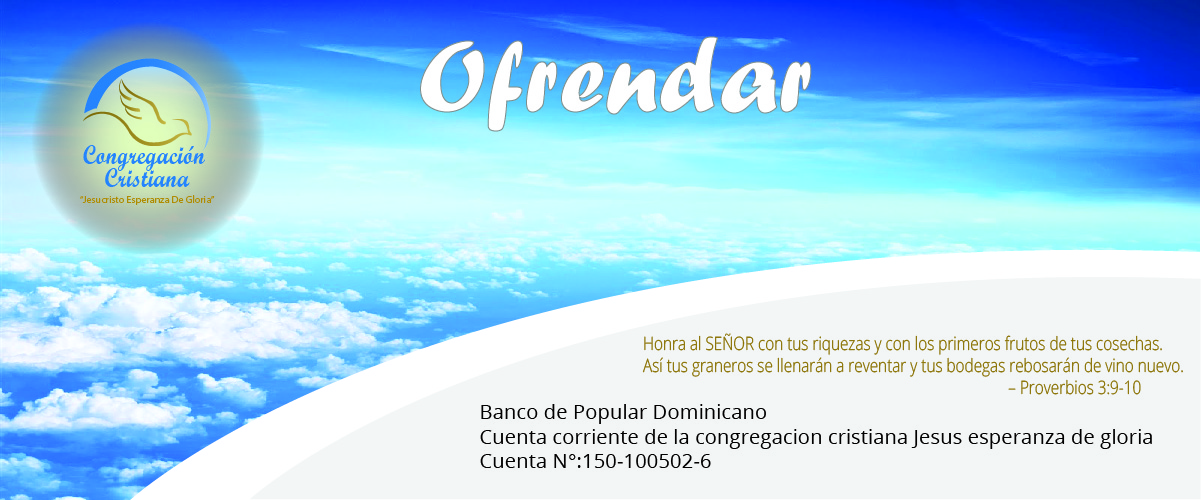 Ofrendar
Congregación
Cristiana
"Jesucristo Esperanza De Gloria"
Honra al SEÑOR con tus riquezas y con los primeros frutos de tus cosechas.
Así tus graneros se llenarán a reventar y tus bodegas rebosarán de vino nuevo.
– Proverbios 3:9-10
Banco de Popular Dominicano
Cuenta corriente de la congregacion cristiana Jesus esperanza de gloria
Cuenta N°:150-100502-6